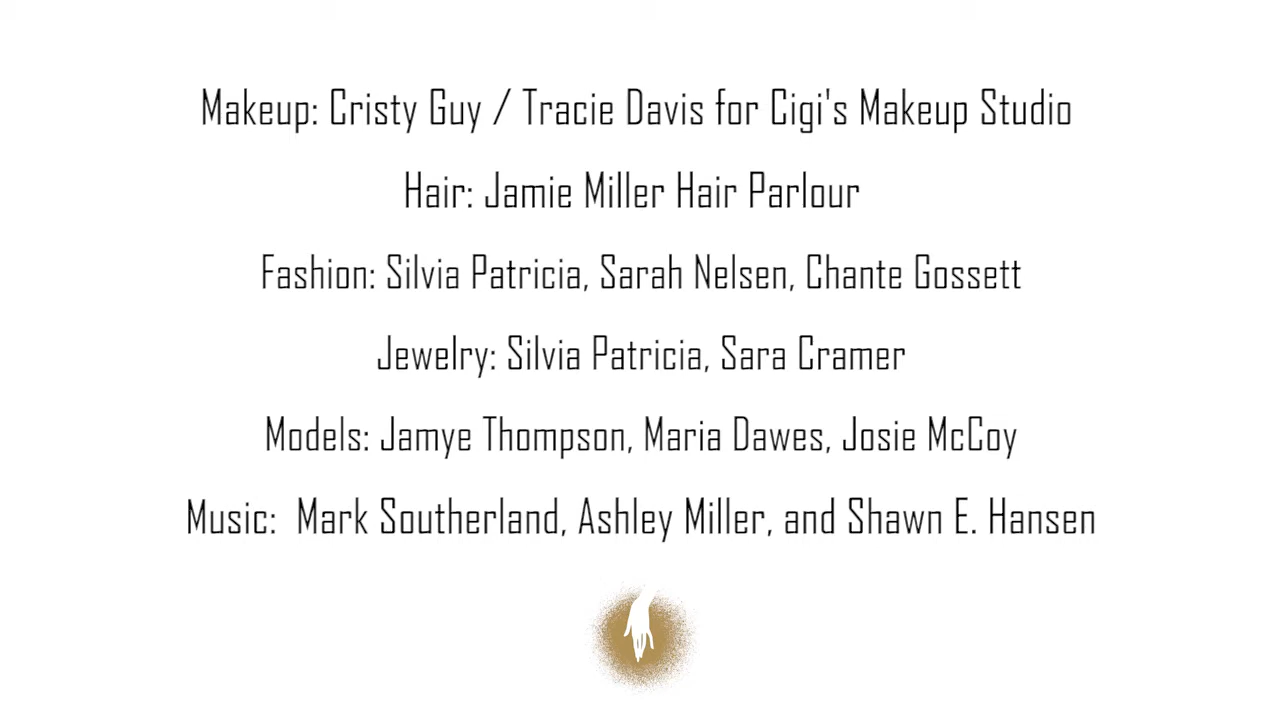 Makeup: Cristy Guy / Tracie Davis for Cigi's Makeup Studio
Hair: Jamie Miller Hair Parlour
Fashion: Silvia Patricia, Sarah Nelsen, Chante Gossett
Jewelry: Silvia Patricia, Sara Cramer
Models: Jamye Thompson, Maria Dawes, Josie McCoy
Music:  Mark Southerland, Ashley Miller, and Shawn E. Hansen